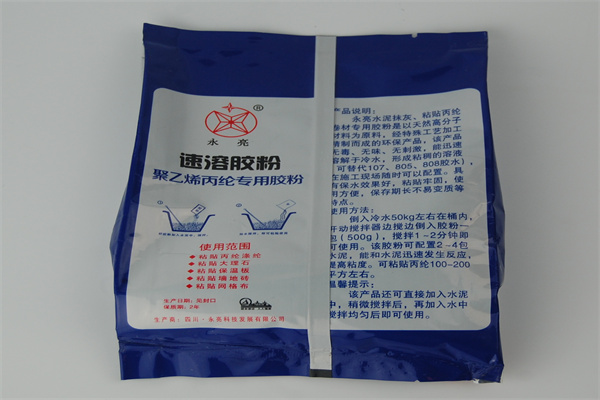 ®
永亮
速溶胶粉
聚乙烯丙纶专用胶粉
使用范围
粘贴丙纶涤纶
粘贴大理石
粘贴保温板
粘贴墙地砖
粘贴网格布
生产日期：见封口
保质期：2年
生产商：四川·永亮科技发展有限公司
产品说明：
永亮水泥抹灰、粘贴丙纶
卷材专用胶粉是以天然高分子
材料为原料，经特殊工艺加工
精制而成的环保产品，该产品
无毒、无味、无刺激，能迅速
溶解于冷水，形成粘稠的溶液
可替代107、805、808胶水），
在施工现场随时可以配制。具
有保水效果好，粘贴牢固，使
用方便，保存期长不易变质等
特点。
使用方法：
倒入冷水50kg左右在桶内，
开动搅拌器边搅边倒入胶粉一
包（500g），搅拌1-2分钟即
可使用。该胶粉可配置2-4包
水泥，能和水泥迅速发生反应，
提高粘度。可粘贴丙纶100-200
平方左右。
温馨提示：
该产品还可直接加入水泥
中，稍微搅拌后，再加入水中
搅拌均匀后即可使用。